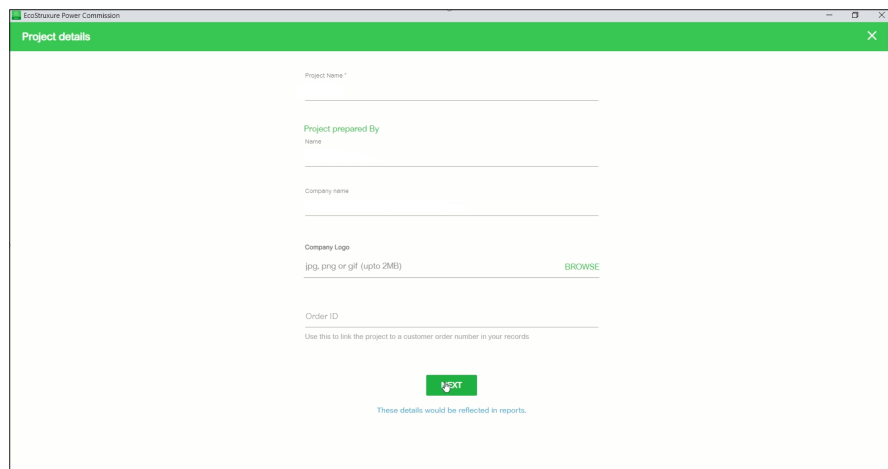 EcoStruxure Power Commission
Project details
Project Name *
Project prepared By
Name
Company name
Company Logo
jpg, png or gif (upto 2MB)
BROWSE
Order ID
Use this to link the project to a customer order number in your records
NEXT
These details would be reflected in reports.